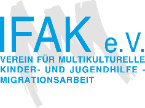 IFAK e.V.
VEREIN FÜR MULTIKULTURELLE
KINDER- UND JUGENDHILFE -
MIGRATIONSARBEIT